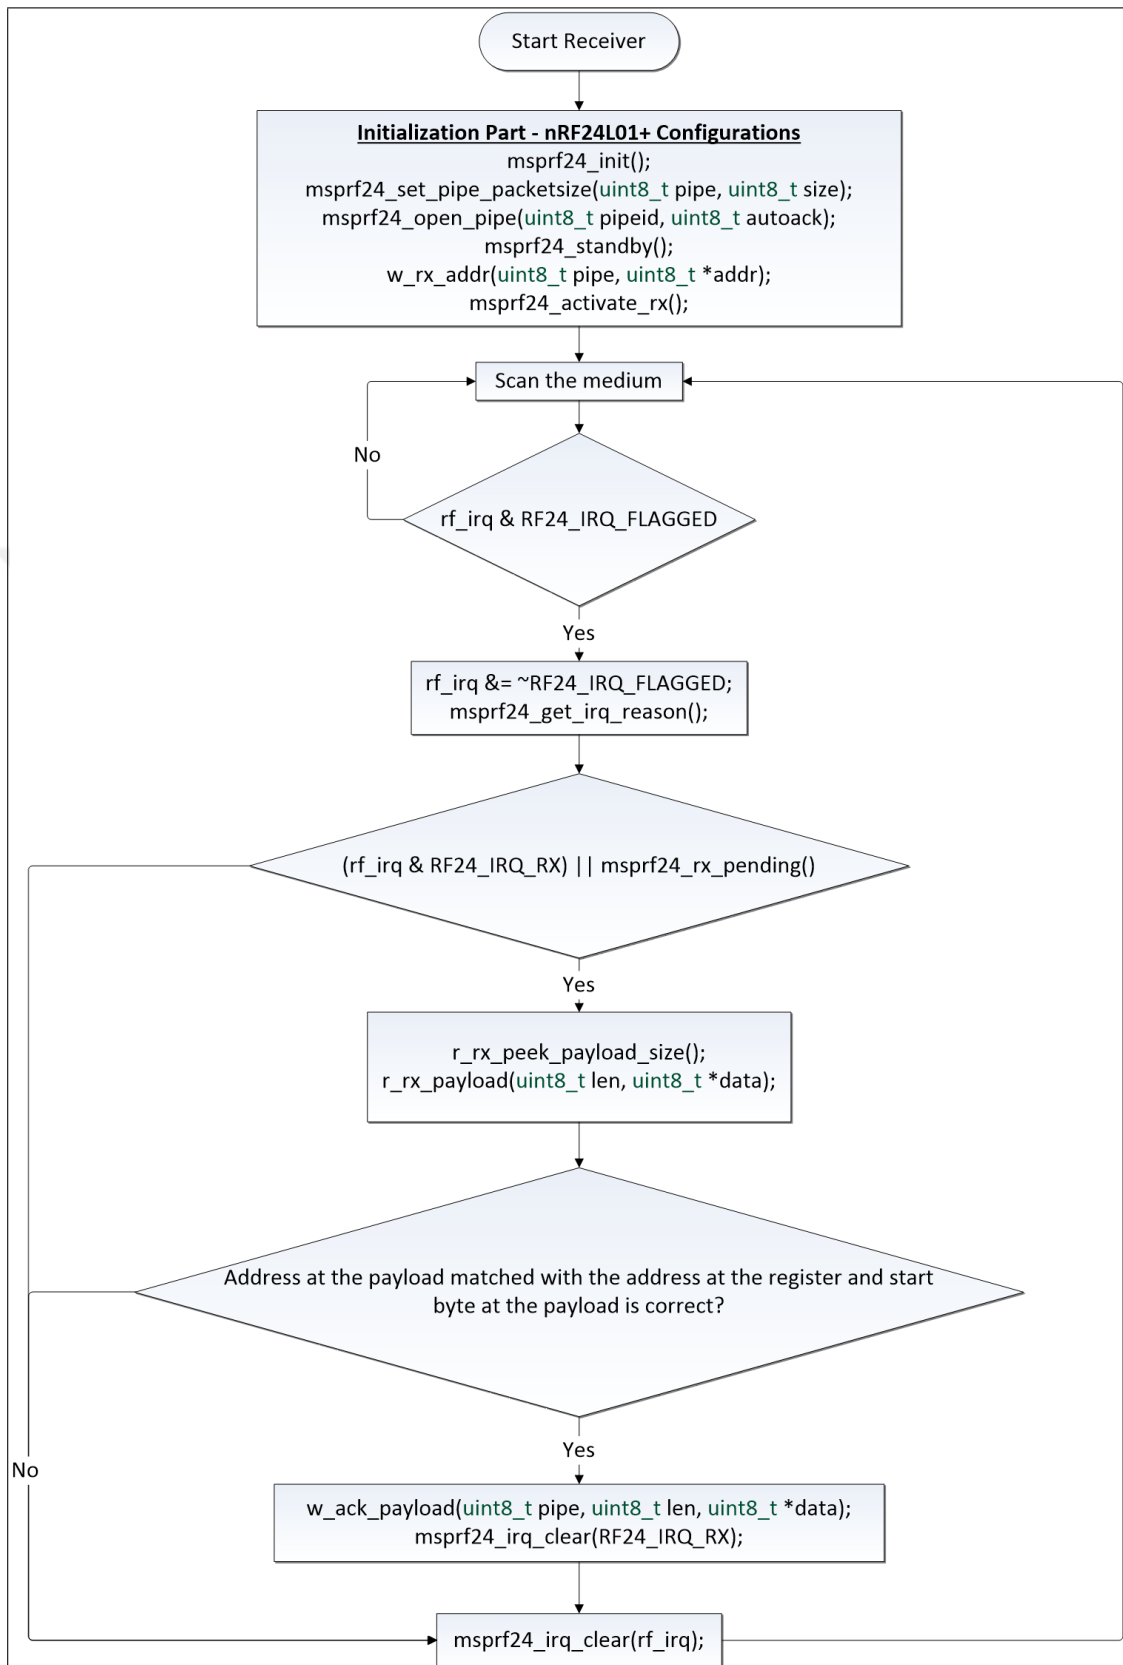 Start Receiver
Initialization Part - nRF24L01+ Configurations
msprf24_init();
msprf24_set_pipe_packetsize(uint8_t pipe, uint8_t size);
msprf24_open_pipe(uint8_t pipeid, uint8_t autoack);
msprf24_standby();
w_rx_addr(uint8_t pipe, uint8_t *addr);
msprf24_activate_rx();
Scan the medium
No
rf_irq & RF24_IRQ_FLAGGED
Yes
rf_irq &= ~RF24_IRQ_FLAGGED;
msprf24_get_irq_reason();
(rf_irq & RF24_IRQ_RX) || msprf24_rx_pending()
Yes
r_rx_peek_payload_size();
r_rx_payload(uint8_t len, uint8_t *data);
Address at the payload matched with the address at the register and start
byte at the payload is correct?
Yes
No
w_ack_payload(uint8_t pipe, uint8_t len, uint8_t *data);
msprf24_irq_clear(RF24_IRQ_RX);
msprf24_irq_clear(rf_irq);